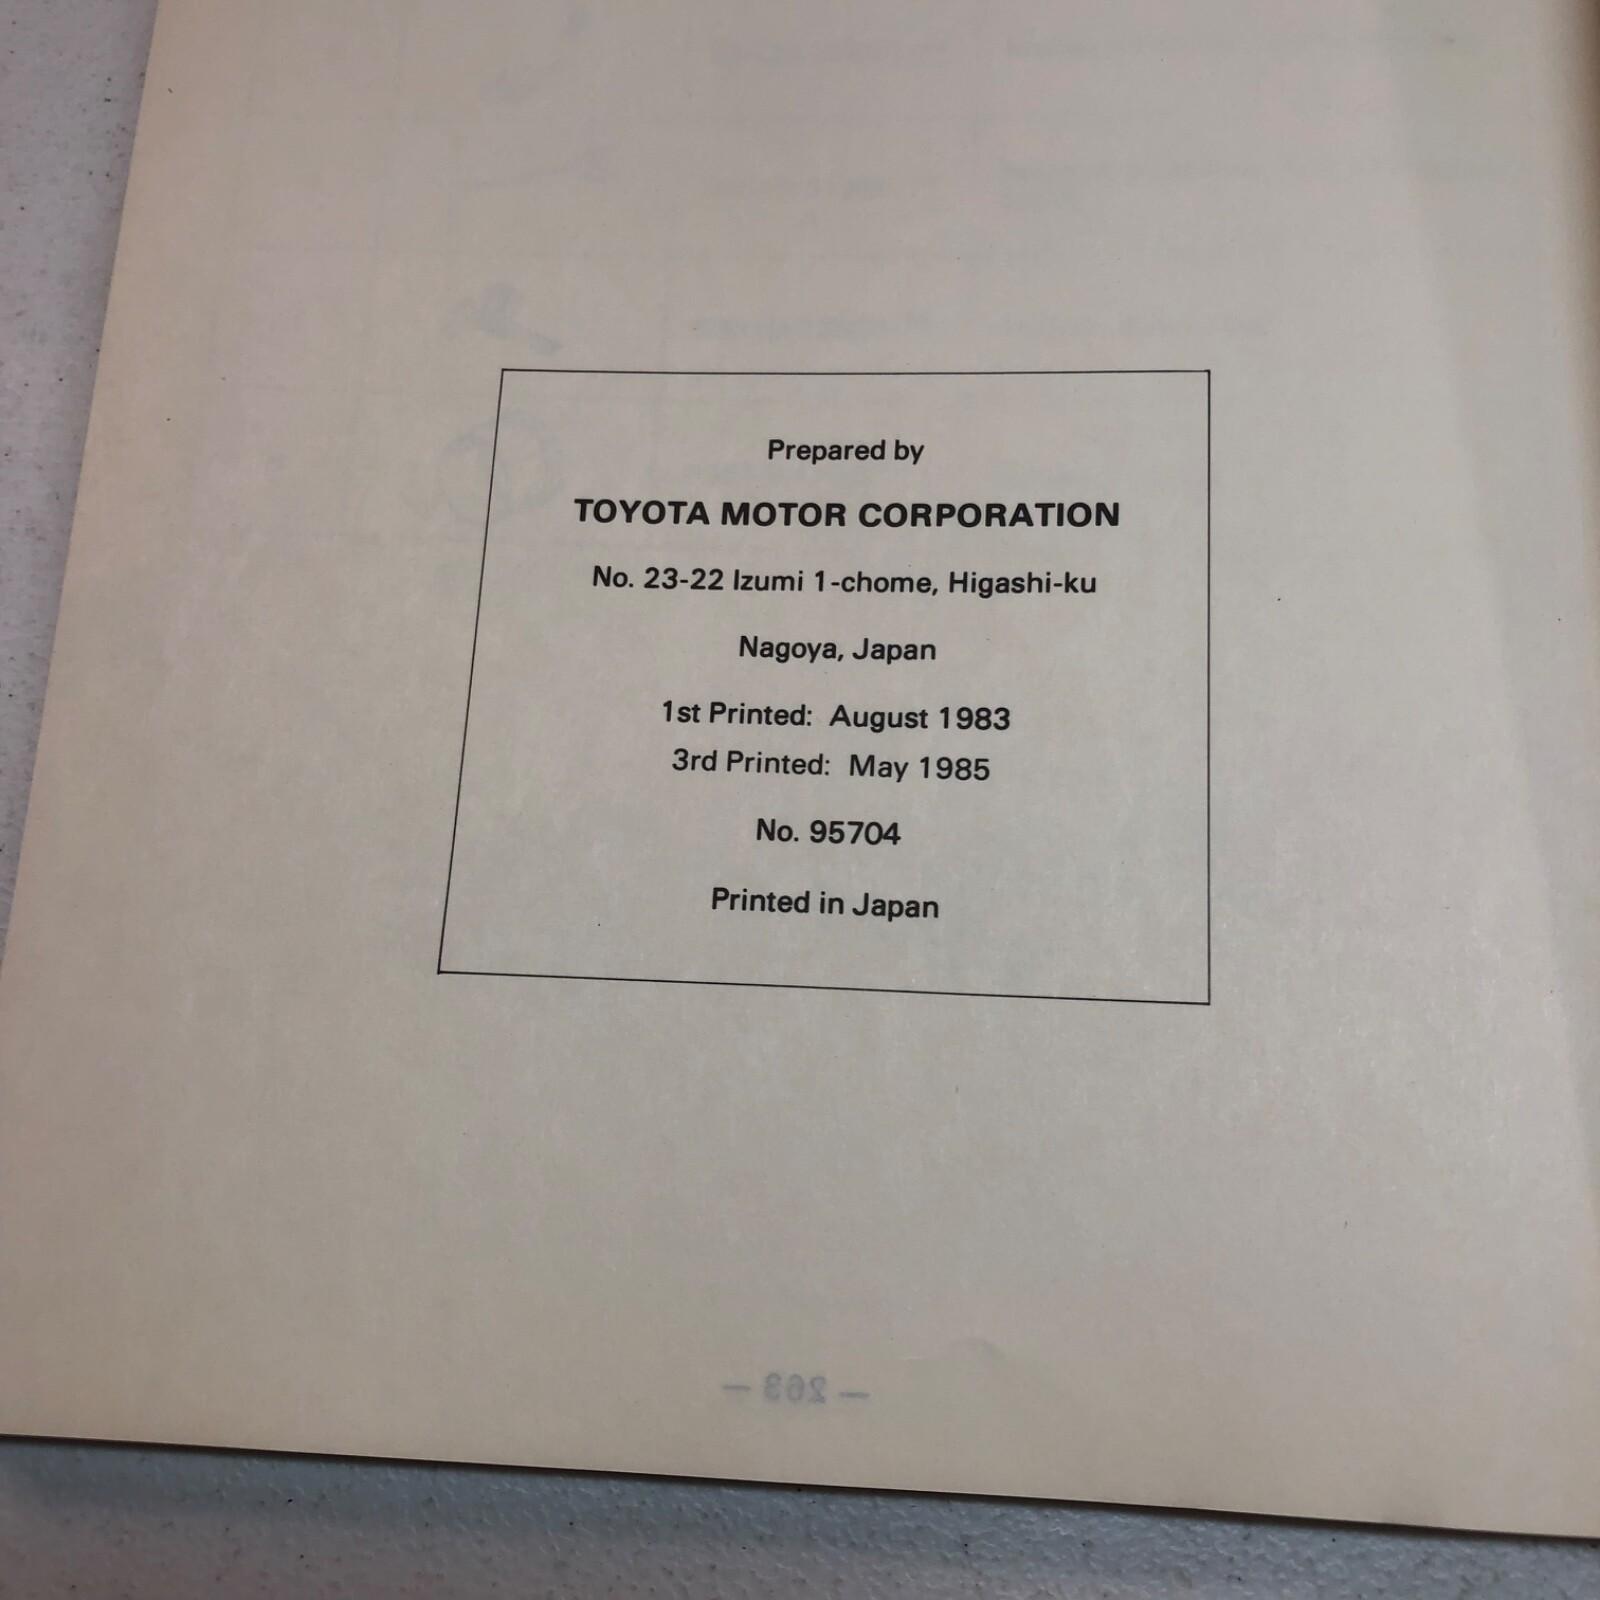 Prepared by
TOYOTA MOTOR CORPORATION
No. 23-22 Izumi 1-chome, Higashi-ku
Nagoya, Japan
1st Printed: August 1983
3rd Printed: May 1985
No. 95704
Printed in Japan
— 263 —